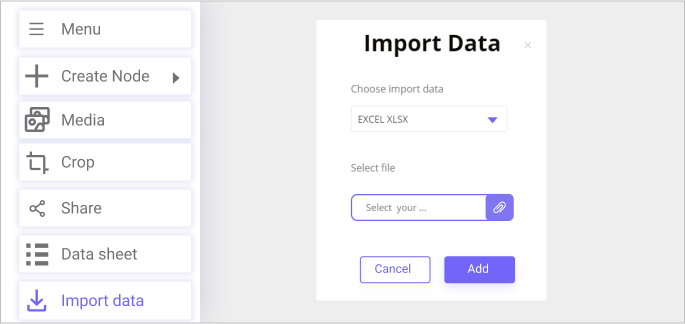 Menu
Create Node
Media
Crop
Share
Data sheet
Import data
Import Data
Choose import data
EXCEL XLSX
Select file
Select your ...
Cancel
Add